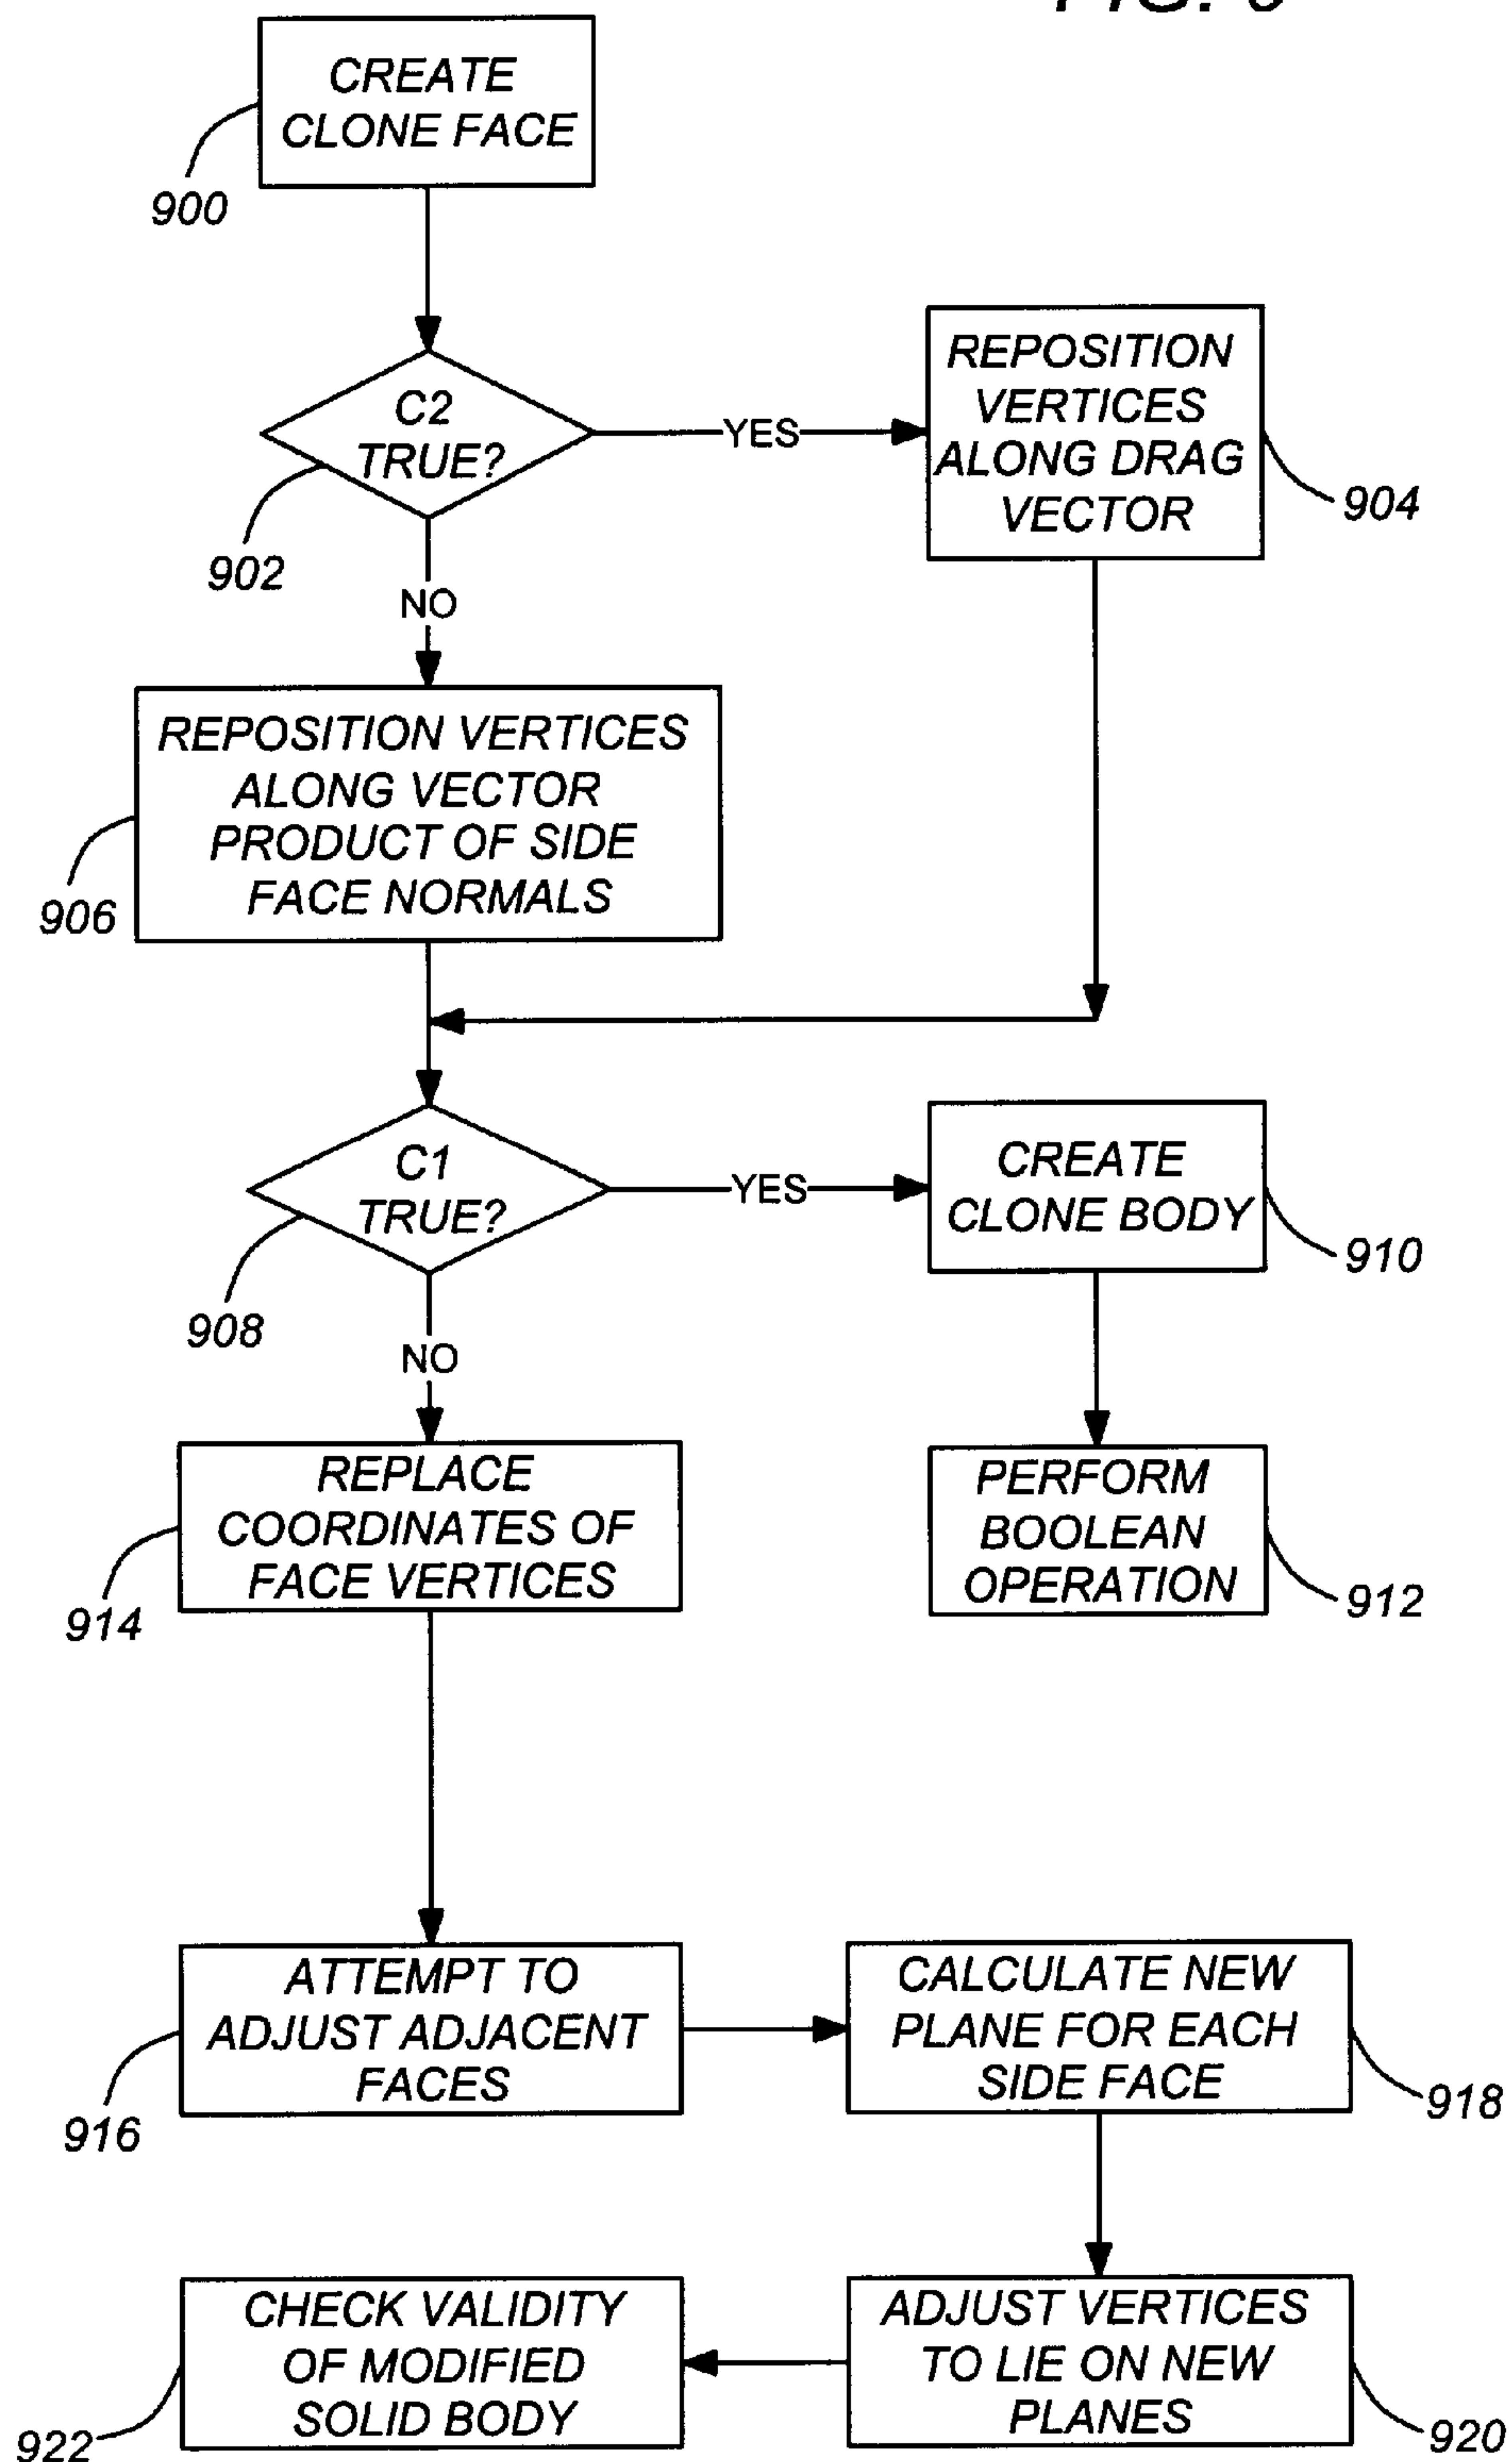 CREATE
CLONE FACE
900
C2
TRUE?
902
YES
REPOSITION
VERTICES
ALONG DRAG
VECTOR
904
NO
REPOSITION VERTICES
ALONG VECTOR
PRODUCT OF SIDE
FACE NORMALS
906
C1
TRUE?
908
YES
CREATE
CLONE BODY
910
NO
PERFORM
BOOLEAN
OPERATION
912
REPLACE
COORDINATES OF
FACE VERTICES
914
ATTEMPT TO
ADJUST ADJACENT
FACES
916
CALCULATE NEW
PLANE FOR EACH
SIDE FACE
918
ADJUST VERTICES
TO LIE ON NEW
PLANES
920
CHECK VALIDITY
OF MODIFIED
SOLID BODY
922